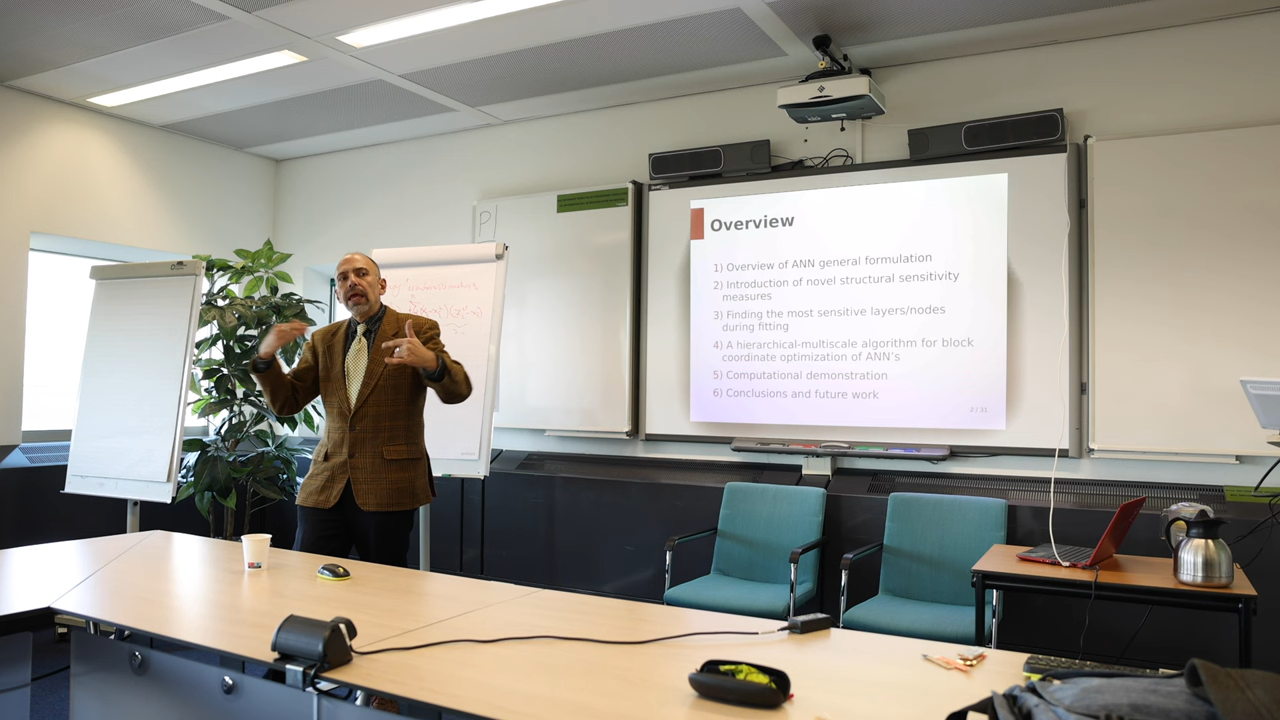 P
Overview
1) Overview of ANN general formulation
2) Introduction of novel structural sensitivity
measures
3) Finding the most sensitive layers/nodes
during fitting
4) A hierarchical-multiscale algorithm for block
coordinate optimization of ANN's
5) Computational demonstration
6) Conclusions and future work
2 / 31